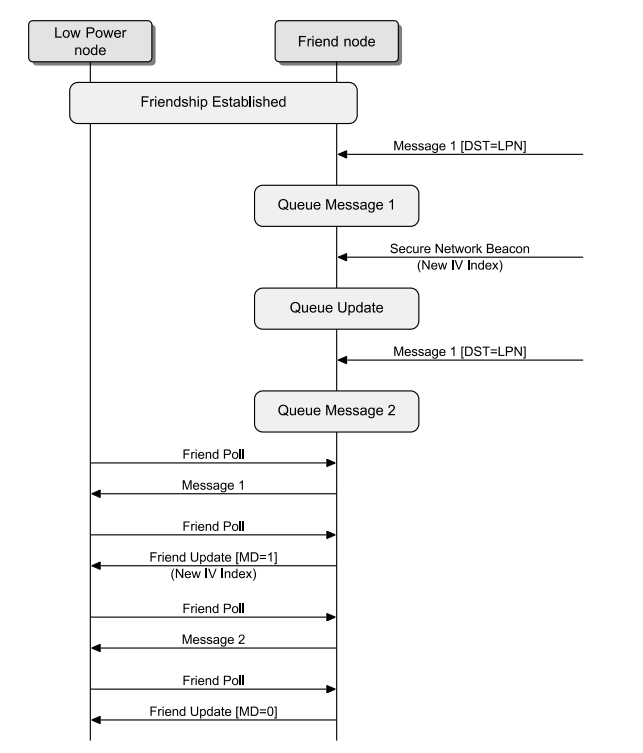 Low Power
node
Friend node
Friendship Established
Message 1 [DST=LPN]
Queue Message 1
Secure Network Beacon
(New IV Index)
Queue Update
Message 1 [DST=LPN]
Queue Message 2
Friend Poll
Message 1
Friend Poll
Friend Update [MD=1]
(New IV Index)
Friend Poll
Message 2
Friend Poll
Friend Update [MD=0]